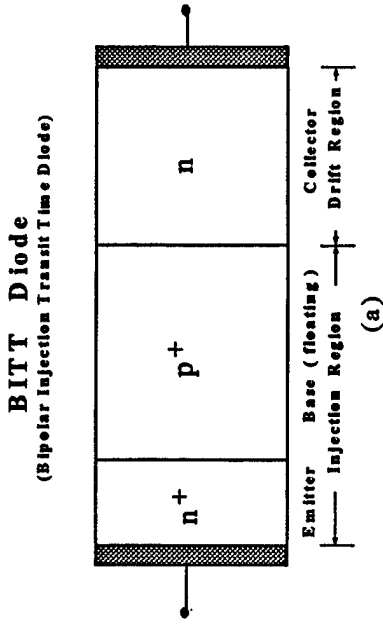 BITT Diode
(Bipolar Injection Transit Time Diode)
n+ p+ n
Emitter Base (floating) Collector
Injection Region Drift Region
(a)